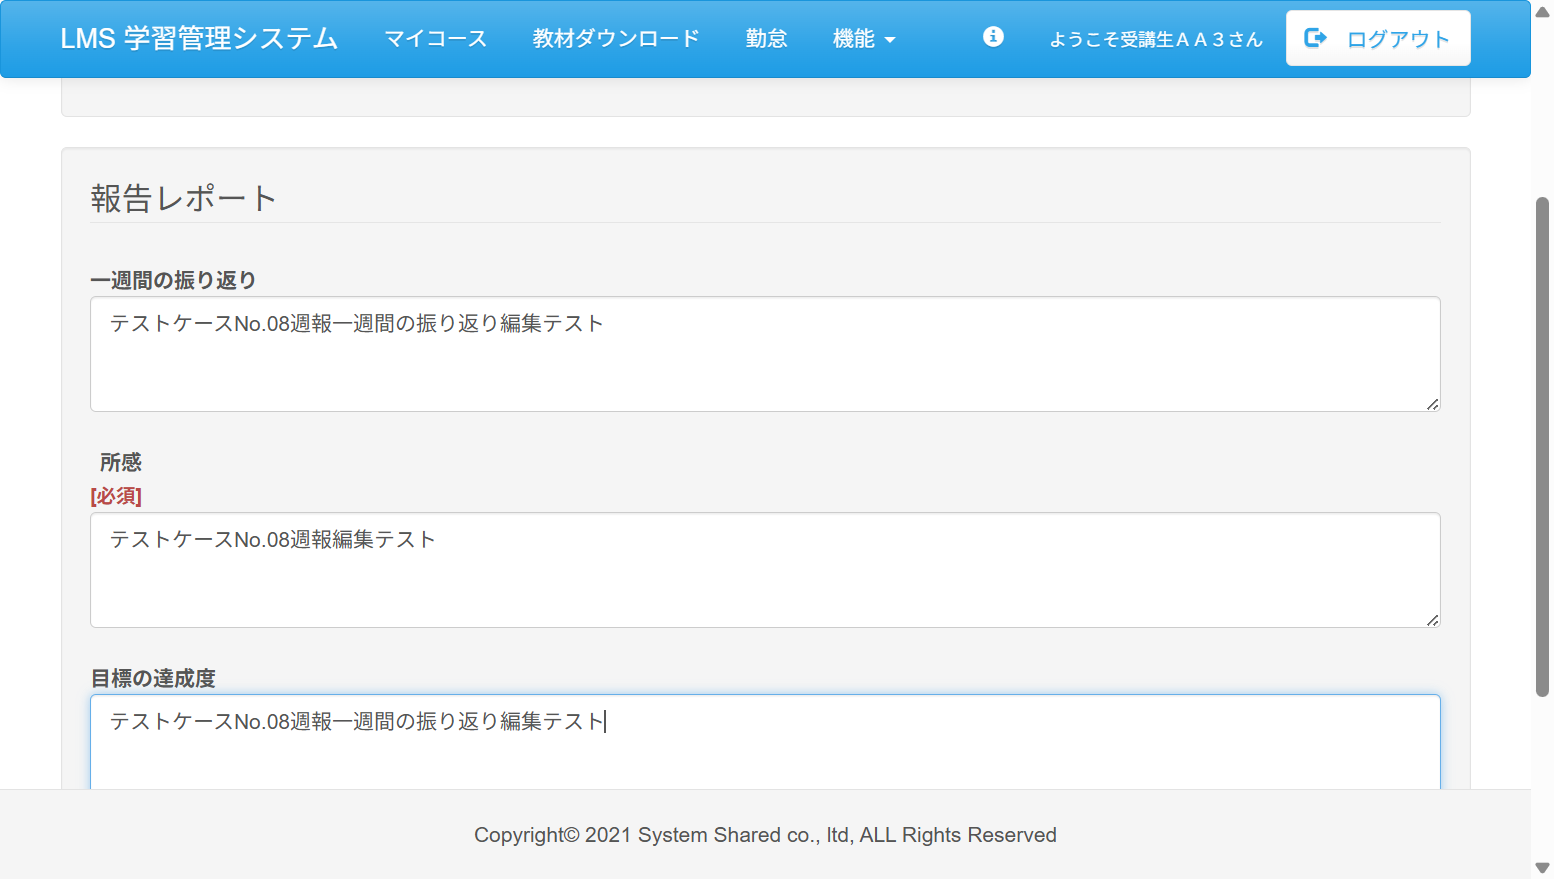 LMS 学習管理システム マイコース 教材ダウンロード 勤怠 機能 ようこそ受講生ＡＡ３さん ログアウト
報告レポート
一週間の振り返り
テストケースNo.08週報一週間の振り返り編集テスト
所感
[必須]
テストケースNo.08週報編集テスト
目標の達成度
テストケースNo.08週報一週間の振り返り編集テスト
Copyright© 2021 System Shared co., ltd, ALL Rights Reserved